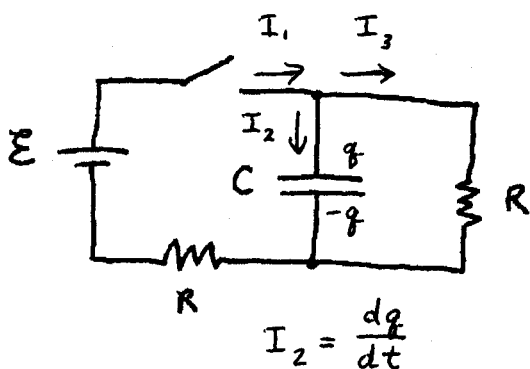 I₁ I₃
I₂
ℰ
C q
-q
R
R
I₂ = dq/dt